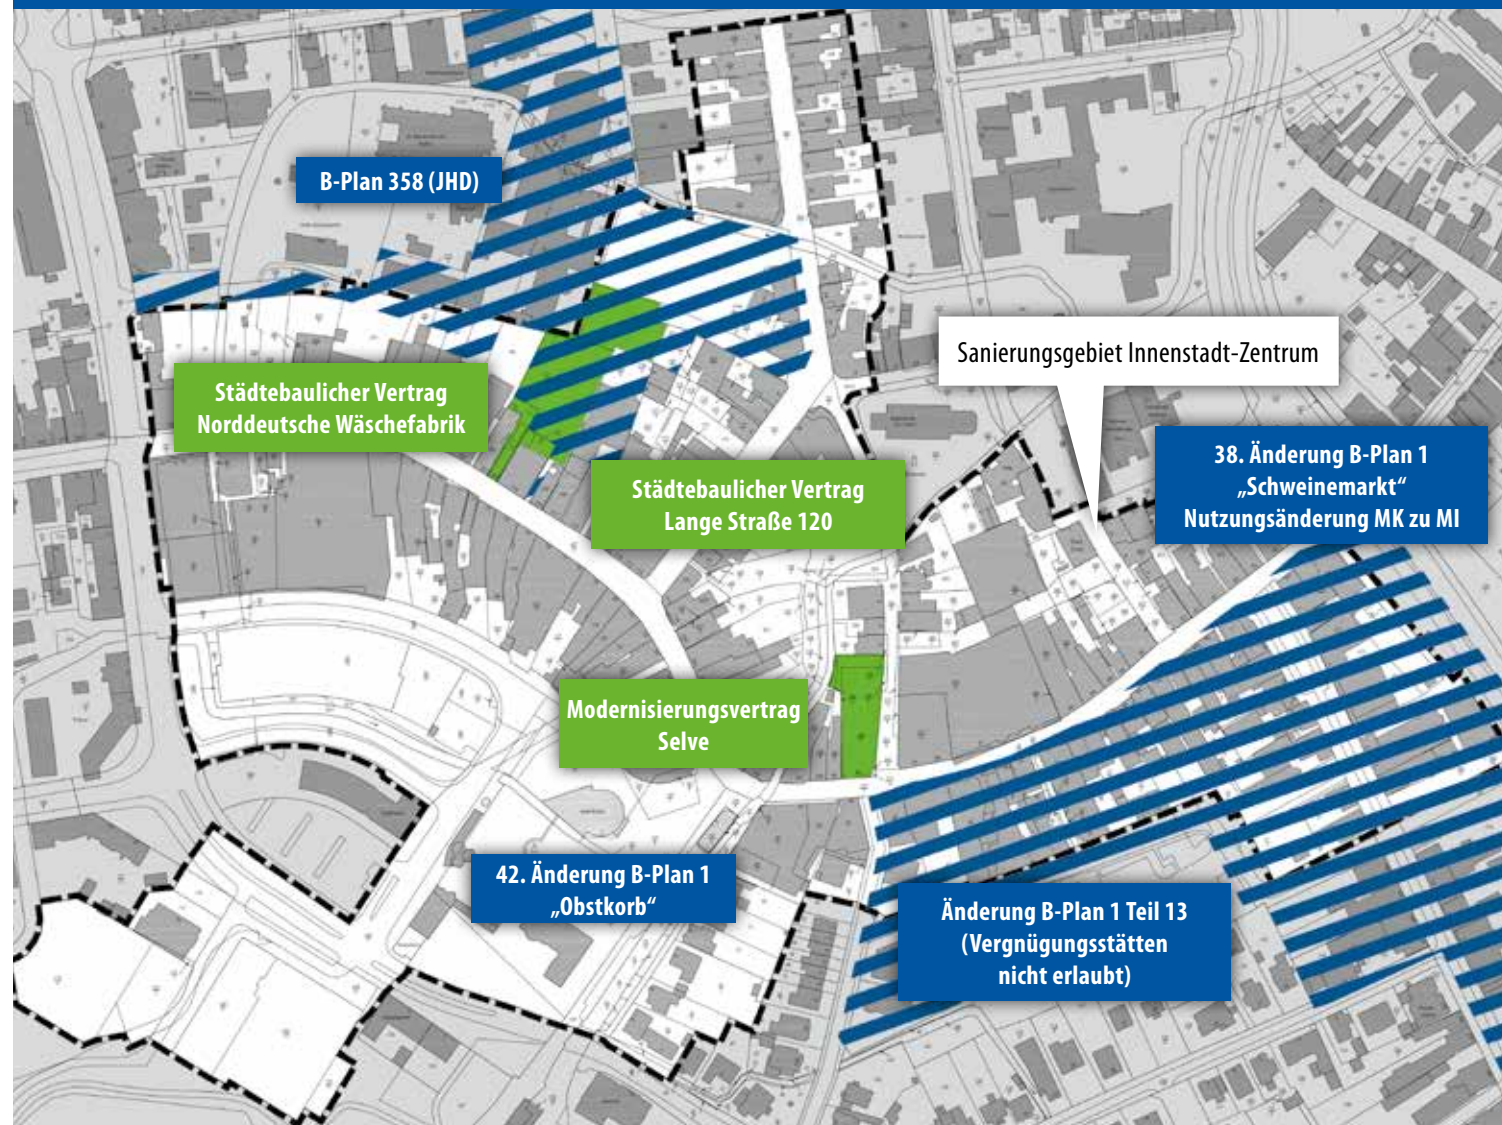 B-Plan 358 (JHD)
Sanierungsgebiet Innenstadt-Zentrum
Städtebaulicher Vertrag
Norddeutsche Wäschefabrik
38. Änderung B-Plan 1
„Schweinemarkt“
Nutzungsänderung MK zu MI
Städtebaulicher Vertrag
Lange Straße 120
Modernisierungsvertrag
Selve
42. Änderung B-Plan 1
„Obstkorb“
Änderung B-Plan 1 Teil 13
(Vergnügungsstätten
nicht erlaubt)